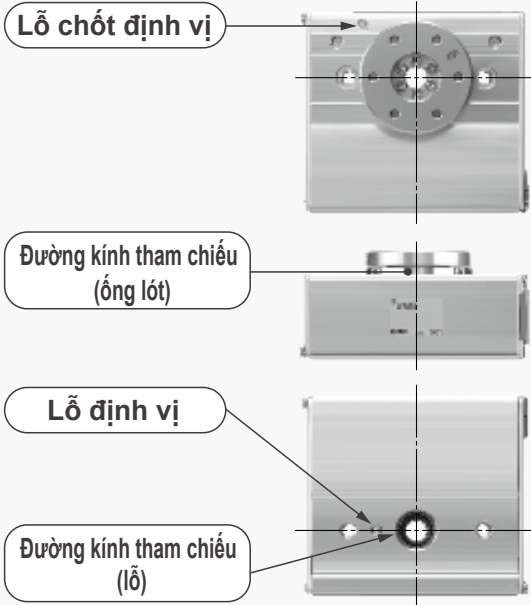 Lỗ chốt định vị
Đường kính tham chiếu
(ống lót)
Lỗ định vị
Đường kính tham chiếu
(lỗ)